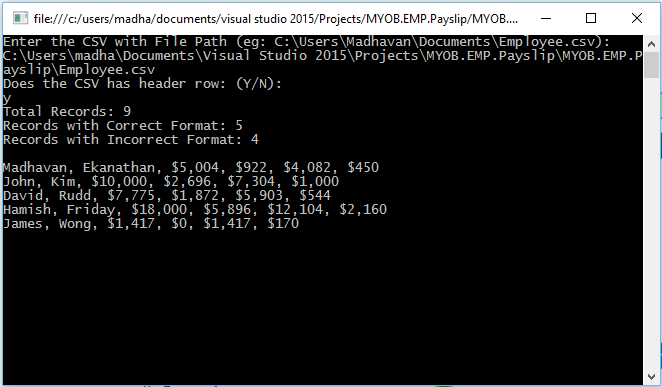 file:///c:/users/madha/documents/visual studio 2015/Projects/MYOB.EMP.Payslip/MYOB....
Enter the CSV with File Path (eg: C:\Users\Madhavan\Documents\Employee.csv):
C:\Users\madha\Documents\Visual Studio 2015\Projects\MYOB.EMP.Payslip\MYOB.EMP.P
ayslip\Employee.csv
Does the CSV has header row: (Y/N):
y
Total Records: 9
Records with Correct Format: 5
Records with Incorrect Format: 4
Madhavan, Ekanathan, $5,004, $922, $4,082, $450
John, Kim, $10,000, $2,696, $7,304, $1,000
David, Rudd, $7,775, $1,872, $5,903, $544
Hamish, Friday, $18,000, $5,896, $12,104, $2,160
James, Wong, $1,417, $0, $1,417, $170